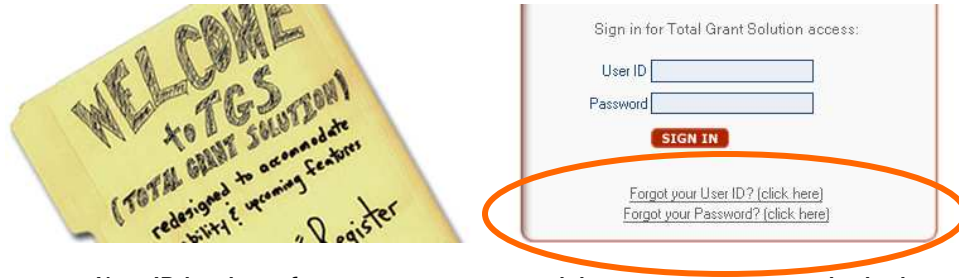 WELCOME
to TGS
(TOTAL GRANT SOLUTION)
redesigned to accommodate
& upcoming features
Register
Sign in for Total Grant Solution access:
User ID
Password
SIGN IN
Forgot your User ID? (click here)
Forgot your Password? (click here)